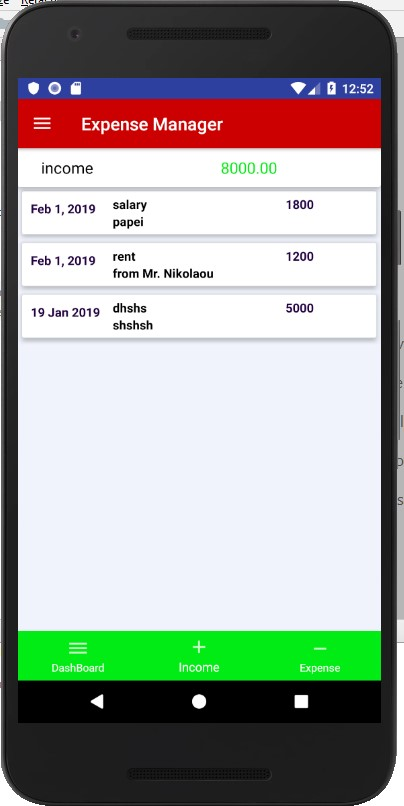 12:52
Expense Manager
income 8000.00
Feb 1, 2019 salary 1800
papei
Feb 1, 2019 rent 1200
from Mr. Nikolaou
19 Jan 2019 dhshs 5000
shshsh
DashBoard Income Expense